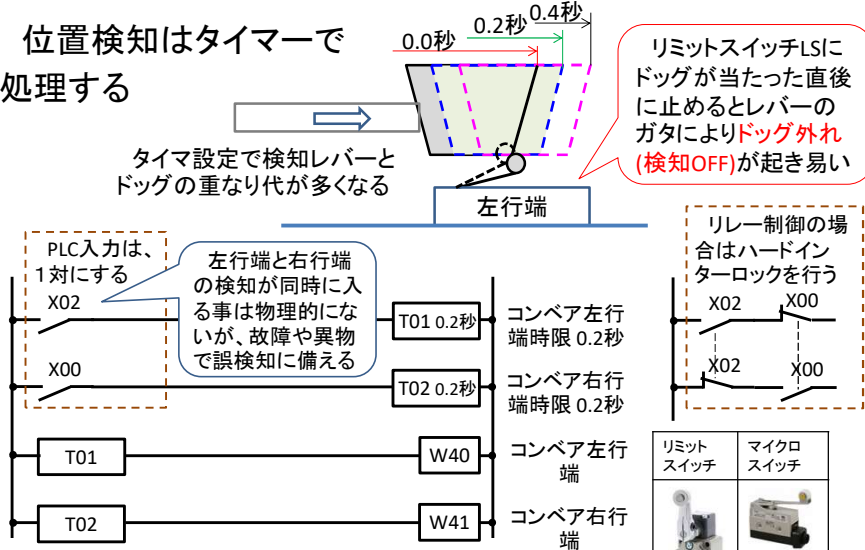 位置検知はタイマーで
処理する
0.0秒
0.2秒
0.4秒
リミットスイッチLSに
ドッグが当たった直後
に止めるとレバーの
ガタによりドッグ外れ
(検知OFF)が起き易い
タイマ設定で検知レバーと
ドッグの重なり代が多くなる
左行端
PLC入力は、
1対にする
左行端と右行端
の検知が同時に入
る事は物理的にな
いが、故障や異物
で誤検知に備える
X02
T01 0.2秒
コンベア左行
端時限 0.2秒
X00
T02 0.2秒
コンベア右行
端時限 0.2秒
T01
W40
コンベア左行
端
T02
W41
コンベア右行
端
リレー制御の場
合はハードイン
ターロックを行う
X02
X00
X02
X00
リミット
スイッチ
マイクロ
スイッチ